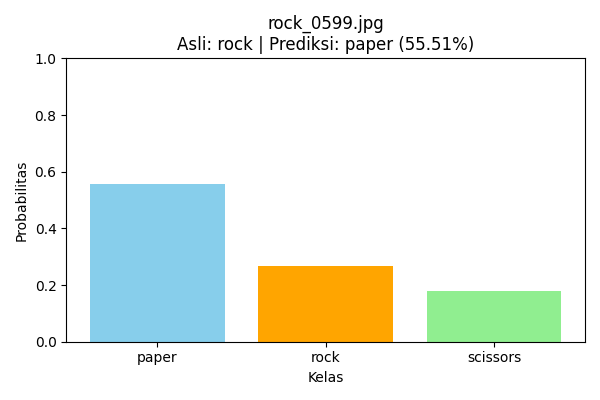 rock_0599.jpg
Asli: rock | Prediksi: paper (55.51%)
1.0
0.8
0.6
0.4
0.2
0.0
Probabilitas
paper rock scissors
Kelas